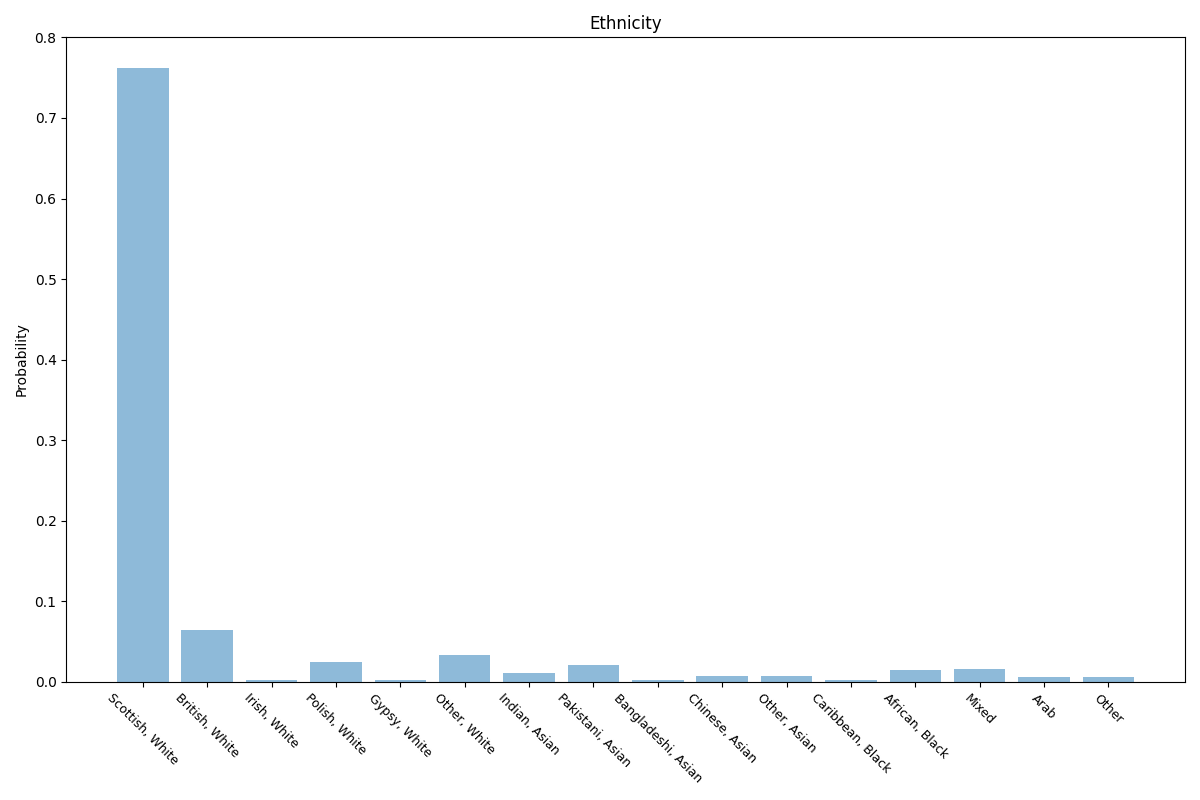 Ethnicity
0.8
0.7
0.6
0.5
0.4
0.3
0.2
0.1
0.0
Probability
Scottish, White
British, White
Irish, White
Polish, White
Gypsy, White
Other, White
Indian, Asian
Pakistani, Asian
Bangladeshi, Asian
Chinese, Asian
Other, Asian
Caribbean, Black
African, Black
Mixed
Arab
Other